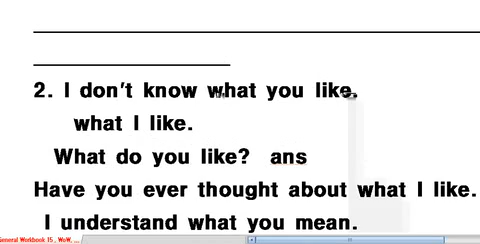 2. I don't know what you like.
what I like.
What do you like? ans
Have you ever thought about what I like.
I understand what you mean.
General Workbook 15 , WoW, ...